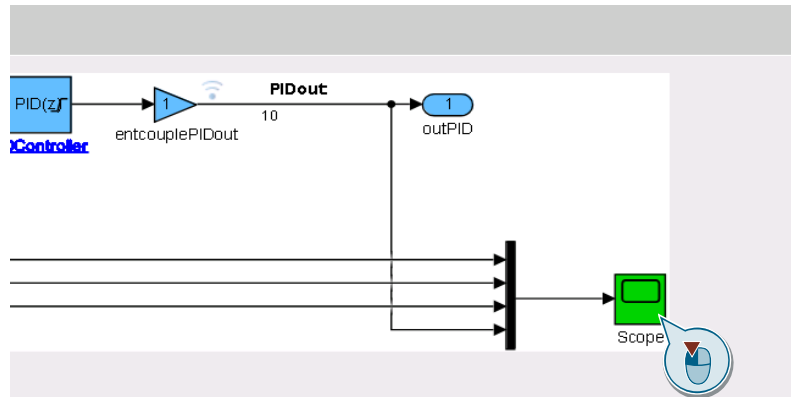 PIDout
PID(z)
1
1
10
entcouplePIDout
outPID
Controller
Scope